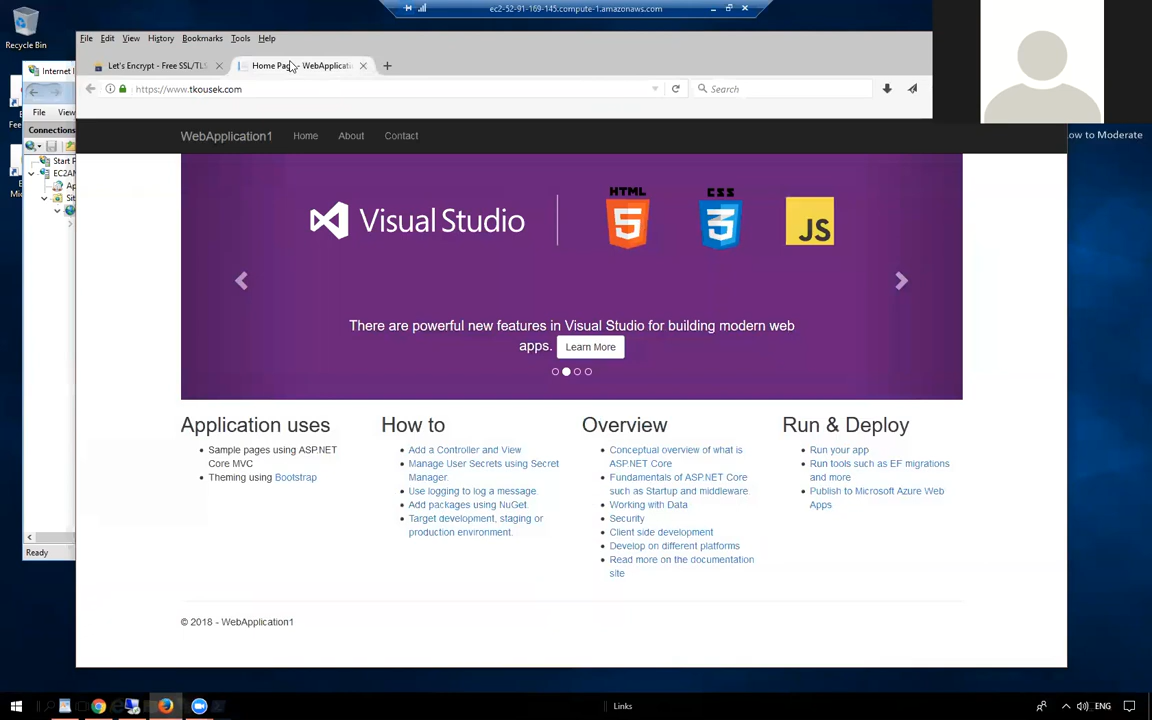 ec2-52-91-169-145.compute-1.amazonaws.com
Recycle Bin
File Edit View History Bookmarks Tools Help
Internet I
Let's Encrypt - Free SSL/TLS
Home Pag - WebApplicati
https://www.tkousek.com
Search
File View
Connections
Start P
EC2AM
Ap
Sit
Ready
ow to Moderate
WebApplication1 Home About Contact
Visual Studio
HTML
5
CSS
3
JS
There are powerful new features in Visual Studio for building modern web
apps. Learn More
Application uses
Sample pages using ASP.NET
Core MVC
Theming using Bootstrap
How to
Add a Controller and View
Manage User Secrets using Secret
Manager.
Use logging to log a message.
Add packages using NuGet.
Target development, staging or
production environment.
Overview
Conceptual overview of what is
ASP.NET Core
Fundamentals of ASP.NET Core
such as Startup and middleware.
Working with Data
Security
Client side development
Develop on different platforms
Read more on the documentation
site
Run & Deploy
Run your app
Run tools such as EF migrations
and more
Publish to Microsoft Azure Web
Apps
© 2018 - WebApplication1
Links
ENG